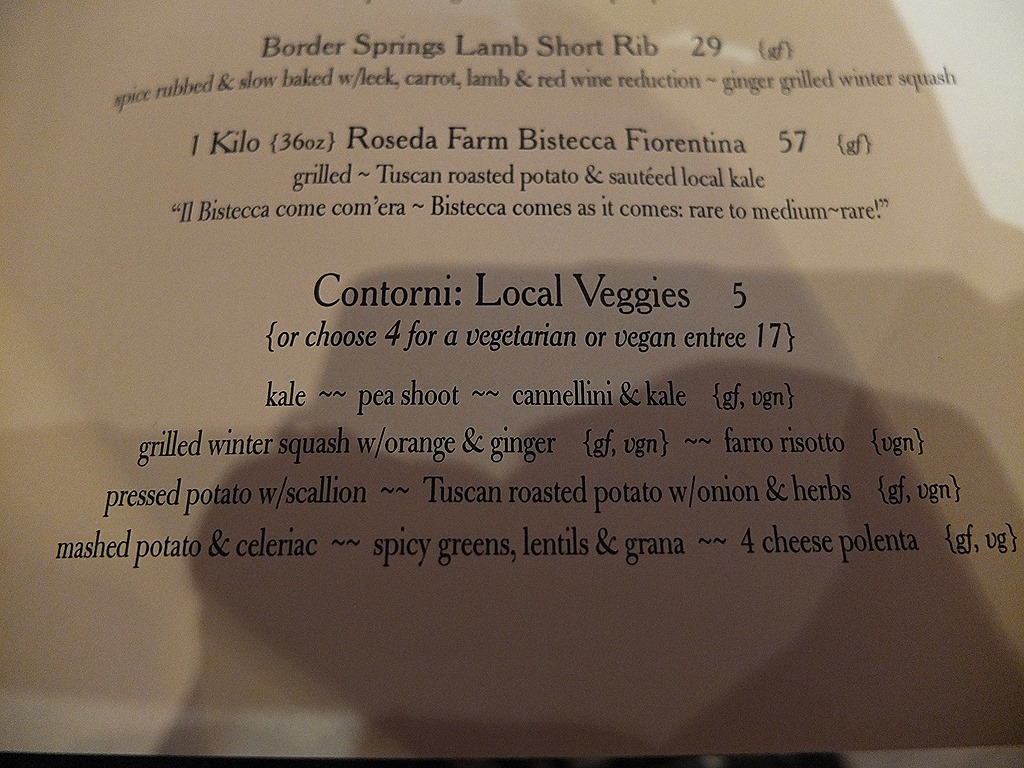 Border Springs Lamb Short Rib 29 {gf}
spice rubbed & slow baked w/leek, carrot, lamb & red wine reduction ~ ginger grilled winter squash
1 Kilo {36oz} Roseda Farm Bistecca Fiorentina 57 {gf}
grilled ~ Tuscan roasted potato & sautéed local kale
“Il Bistecca come com’era ~ Bistecca comes as it comes: rare to medium~rare!”
Contorni: Local Veggies 5
{or choose 4 for a vegetarian or vegan entree 17}
kale ~~ pea shoot ~~ cannellini & kale {gf, vgn}
grilled winter squash w/orange & ginger {gf, vgn} ~~ farro risotto {vgn}
pressed potato w/scallion ~~ Tuscan roasted potato w/onion & herbs {gf, vgn}
mashed potato & celeriac ~~ spicy greens, lentils & grana ~~ 4 cheese polenta {gf, vg}